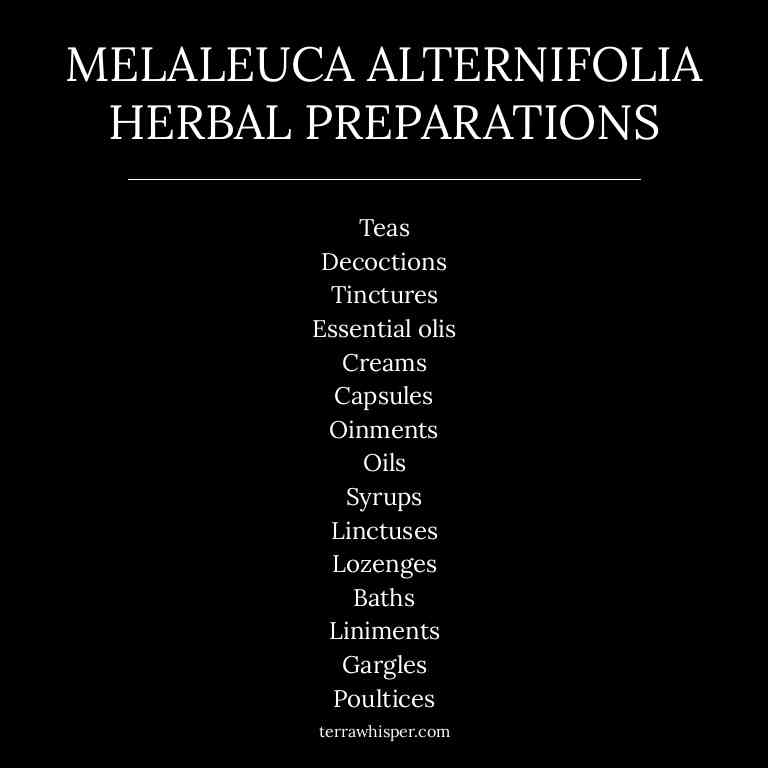 MELALEUCA ALTERNIFOLIA
HERBAL PREPARATIONS
Teas
Decoctions
Tinctures
Essential olis
Creams
Capsules
Oinments
Oils
Syrups
Linctuses
Lozenges
Baths
Liniments
Gargles
Poultices
terrawhisper.com